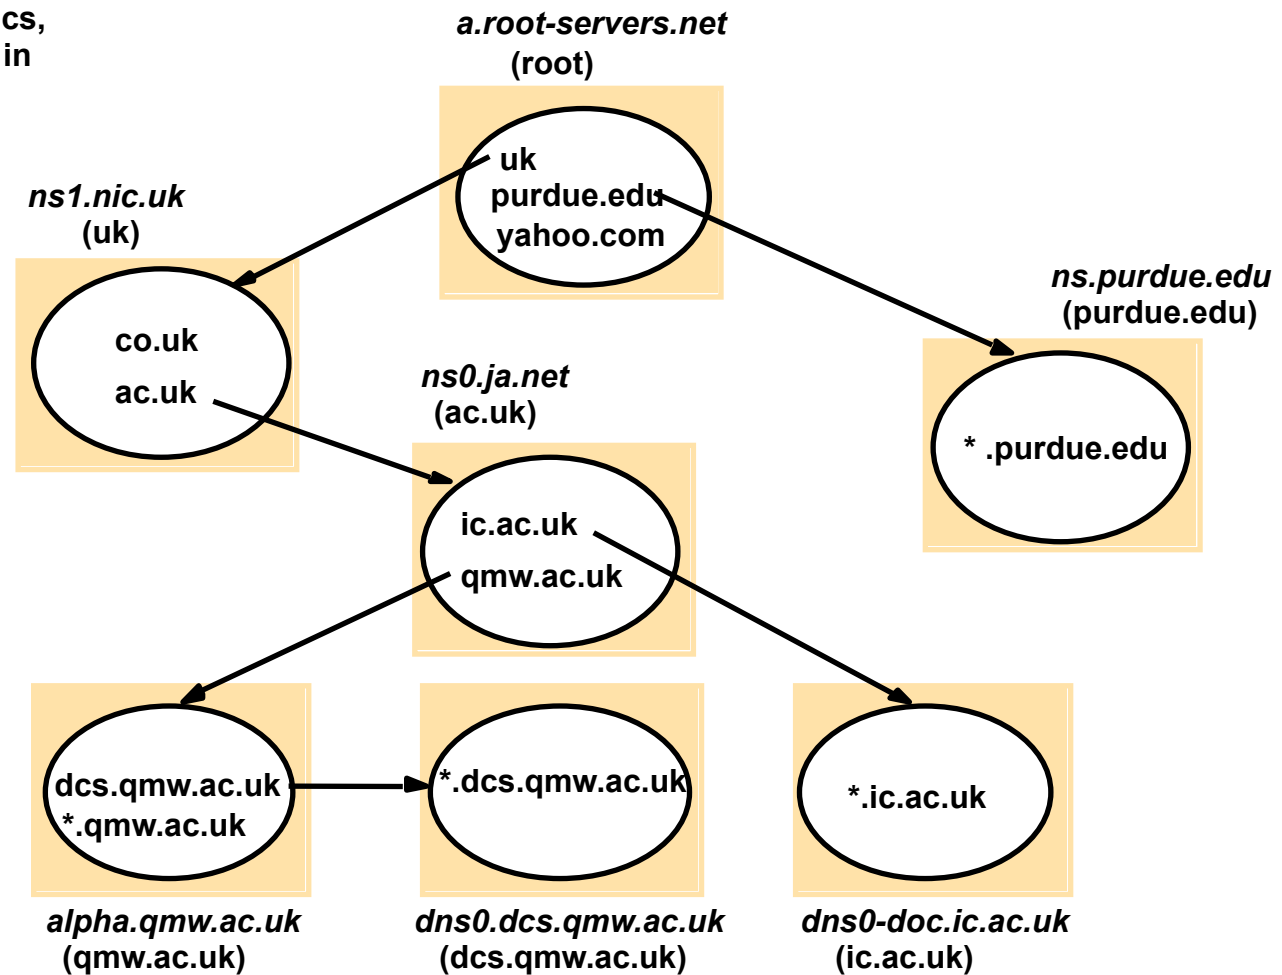 cs,
in
a.root-servers.net
(root)
uk
purdue.edu
yahoo.com
ns1.nic.uk
(uk)
co.uk
ac.uk
ns.purdue.edu
(purdue.edu)
* .purdue.edu
ns0.ja.net
(ac.uk)
ic.ac.uk
qmw.ac.uk
dcs.qmw.ac.uk
*.qmw.ac.uk
*.dcs.qmw.ac.uk
*.ic.ac.uk
alpha.qmw.ac.uk
(qmw.ac.uk)
dns0.dcs.qmw.ac.uk
(dcs.qmw.ac.uk)
dns0-doc.ic.ac.uk
(ic.ac.uk)